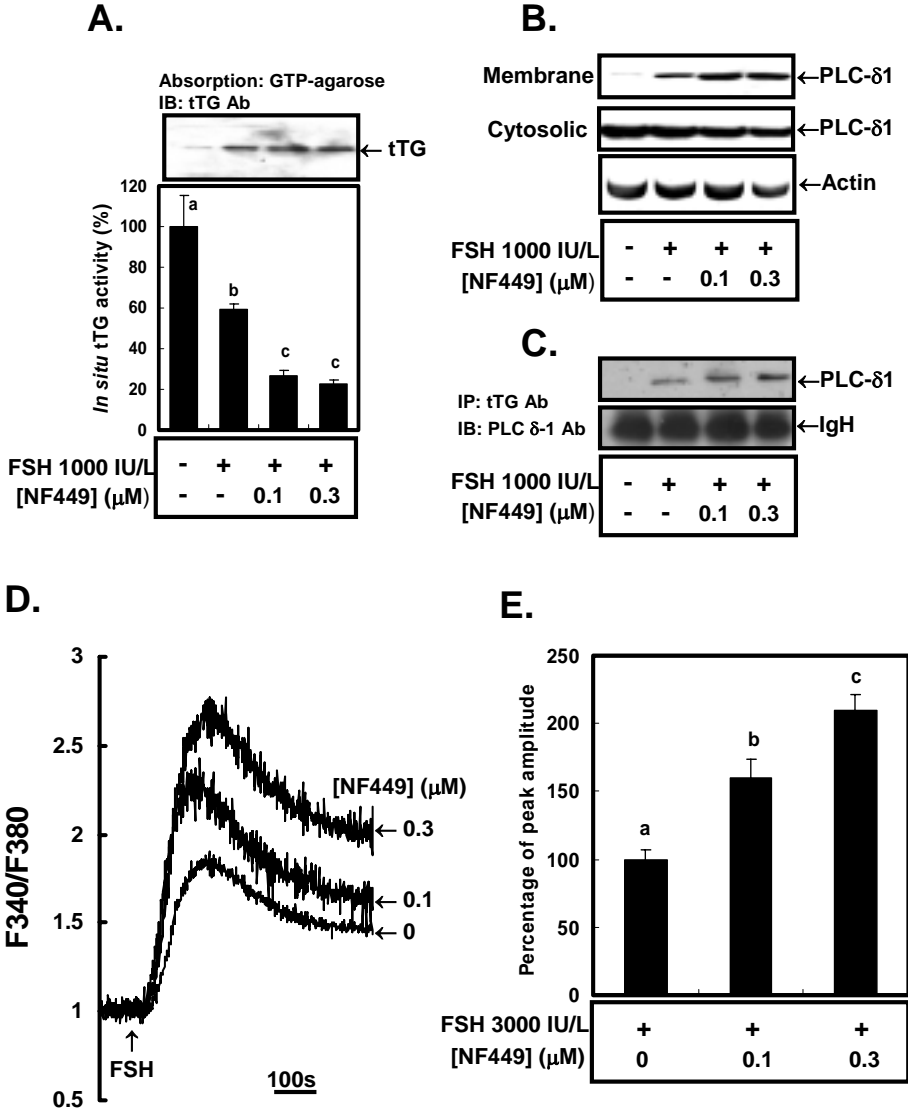 A.
Absorption: GTP-agarose
IB: tTG Ab
← tTG
In situ tTG activity (%)
120
100
80
60
40
20
0
a
b
c
c
FSH 1000 IU/L - + + +
[NF449] (μM) - - 0.1 0.3
B.
Membrane ←PLC-δ1
Cytosolic ←PLC-δ1
←Actin
FSH 1000 IU/L - + + +
[NF449] (μM) - - 0.1 0.3
C.
←PLC-δ1
IP: tTG Ab
IB: PLC δ-1 Ab
←IgH
FSH 1000 IU/L - + + +
[NF449] (μM) - - 0.1 0.3
D.
F340/F380
3
2.5
2
1.5
1
0.5
[NF449] (μM)
← 0.3
← 0.1
← 0
↑
FSH
100s
E.
Percentage of peak amplitude
250
200
150
100
50
0
a
b
c
FSH 3000 IU/L + + +
[NF449] (μM) 0 0.1 0.3